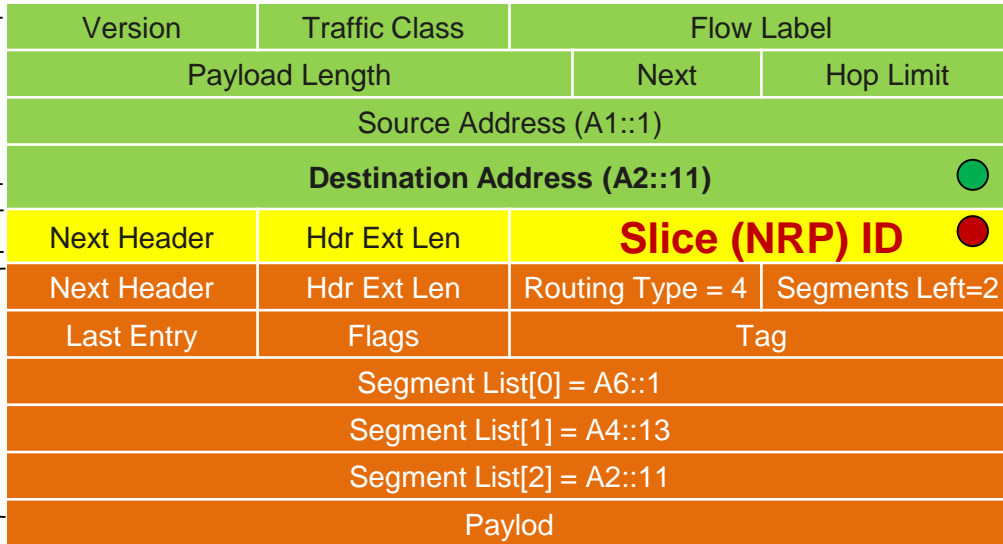 Version Traffic Class Flow Label
Payload Length Next Hop Limit
Source Address (A1::1)
Destination Address (A2::11)
Next Header Hdr Ext Len Slice (NRP) ID
Next Header Hdr Ext Len Routing Type = 4 Segments Left=2
Last Entry Flags Tag
Segment List[0] = A6::1
Segment List[1] = A4::13
Segment List[2] = A2::11
Paylod